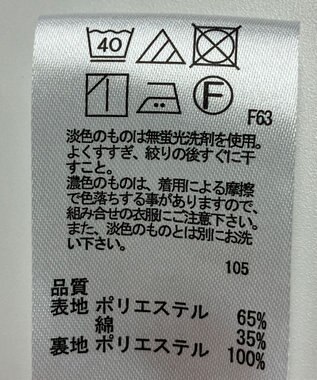 40
F
F63
淡色のものは無蛍光洗剤を使用。
よくすすぎ、絞りの後すぐに干
すこと。
濃色のものは、着用による摩擦
で色落ちする事がありますので、
組み合せの衣服にご注意下さい。
また、淡色のものとは別にお洗
い下さい。
105
品質
表地 ポリエステル 65%
綿 35%
裏地 ポリエステル 100%